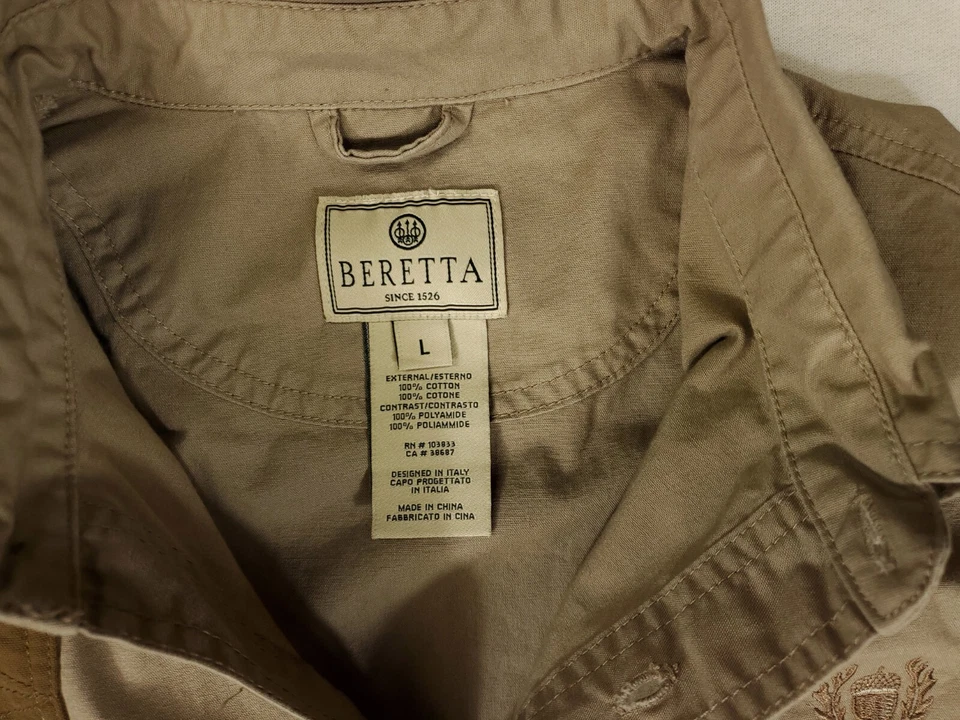 BERETTA
SINCE 1526
L
EXTERNAL/ESTERNO
100% COTTON
100% COTONE
CONTRAST/CONTRASTO
100% POLYAMIDE
100% POLIAMMIDE
RN # 103833
CA # 38687
DESIGNED IN ITALY
CAPO PROGETTATO
IN ITALIA
MADE IN CHINA
FABBRICATO IN CINA